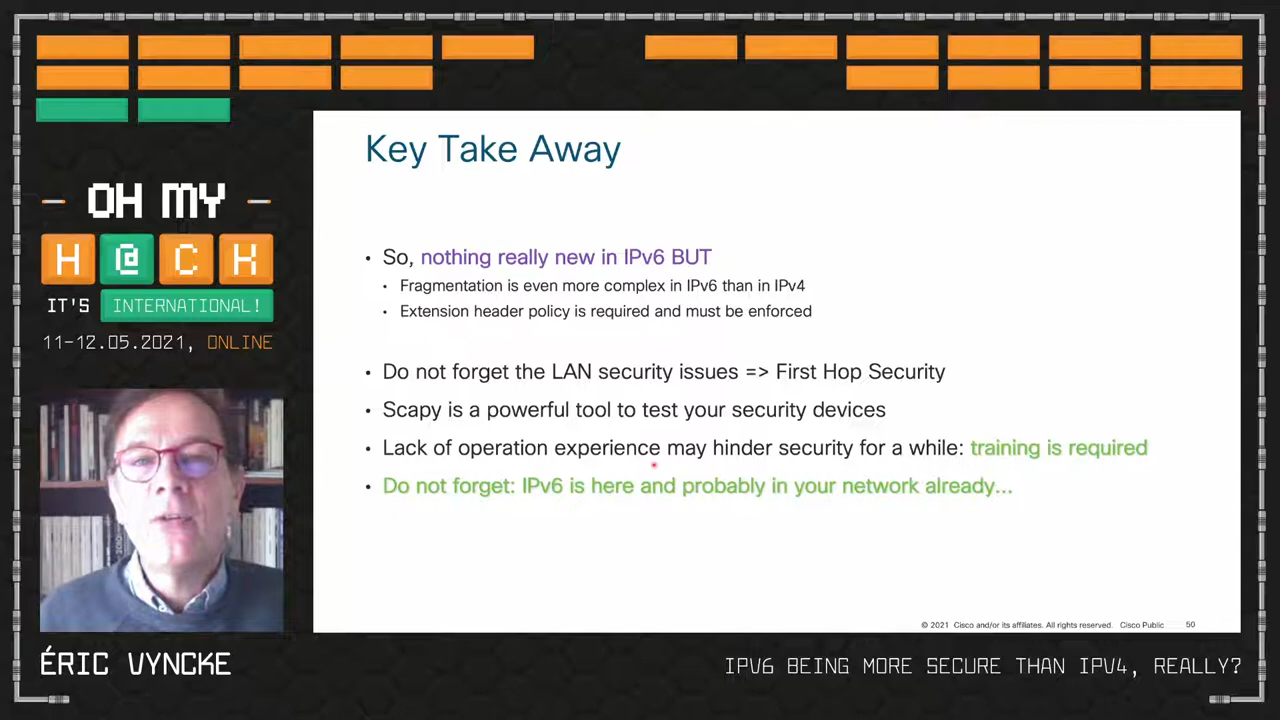 OH MY
H@CK
IT'S INTERNATIONAL!
11-12.05.2021, ONLINE
Key Take Away
• So, nothing really new in IPv6 BUT
• Fragmentation is even more complex in IPv6 than in IPv4
• Extension header policy is required and must be enforced
• Do not forget the LAN security issues => First Hop Security
• Scapy is a powerful tool to test your security devices
• Lack of operation experience may hinder security for a while: training is required
• Do not forget: IPv6 is here and probably in your network already...
© 2021 Cisco and/or its affiliates. All rights reserved. Cisco Public 50
ÉRIC VYNCKE
IPV6 BEING MORE SECURE THAN IPV4, REALLY?